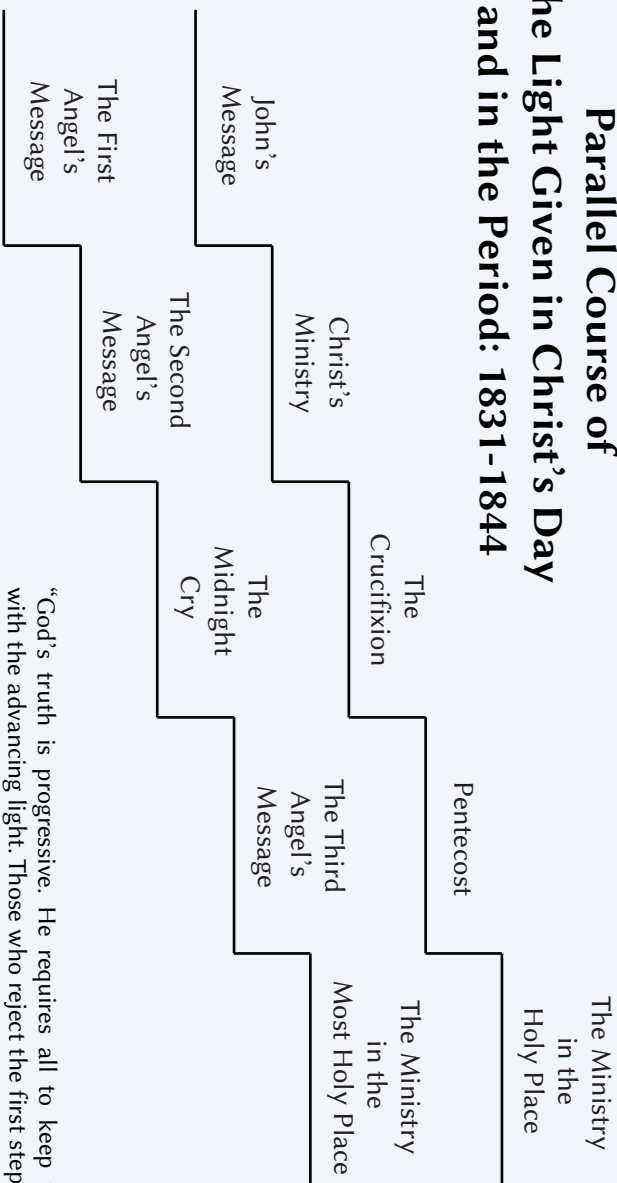 Parallel Course of
he Light Given in Christ's Day
and in the Period: 1831-1844
John's
Message
Christ's
Ministry
The
Crucifixion
Pentecost
The Ministry
in the
Holy Place
The First
Angel's
Message
The Second
Angel's
Message
The
Midnight
Cry
The Third
Angel's
Message
The Ministry
in the
Most Holy Place
“God's truth is progressive. He requires all to keep
with the advancing light. Those who reject the first step